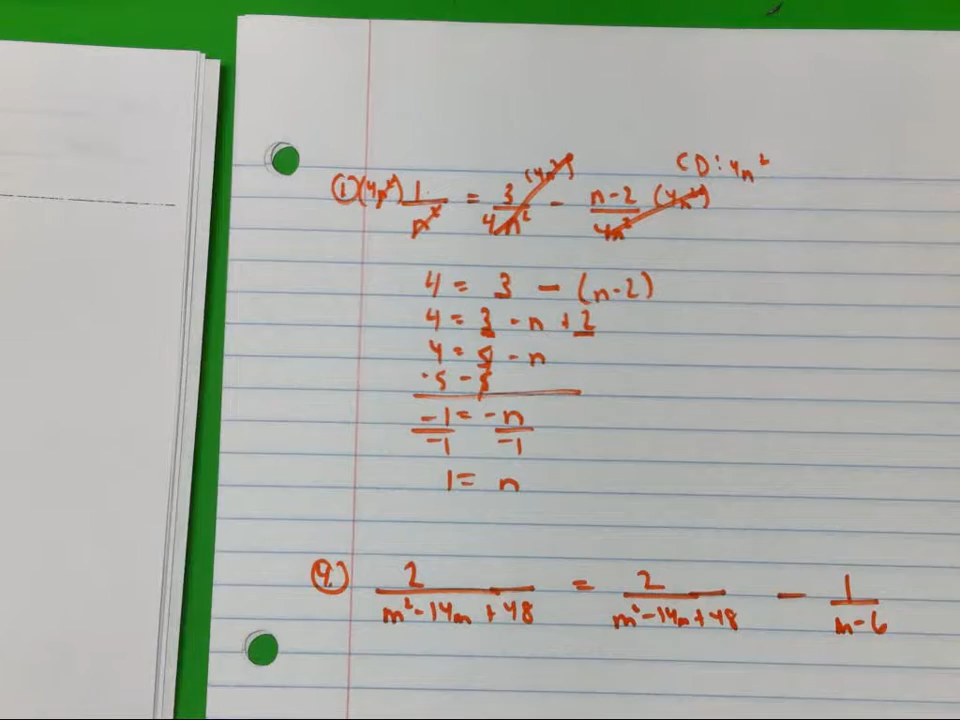 CD: 4n²
① (4n²) 1/n² = 3/4n² (4n²) - n-2/4n² (4n²)
4 = 3 - (n-2)
4 = 3 - n + 2
4 = 5 - n
-5 -5
-1 = -n
-1 -1
1 = n
⑨ 2/m²-14m+48 = 2/m²-14m+48 - 1/m-6